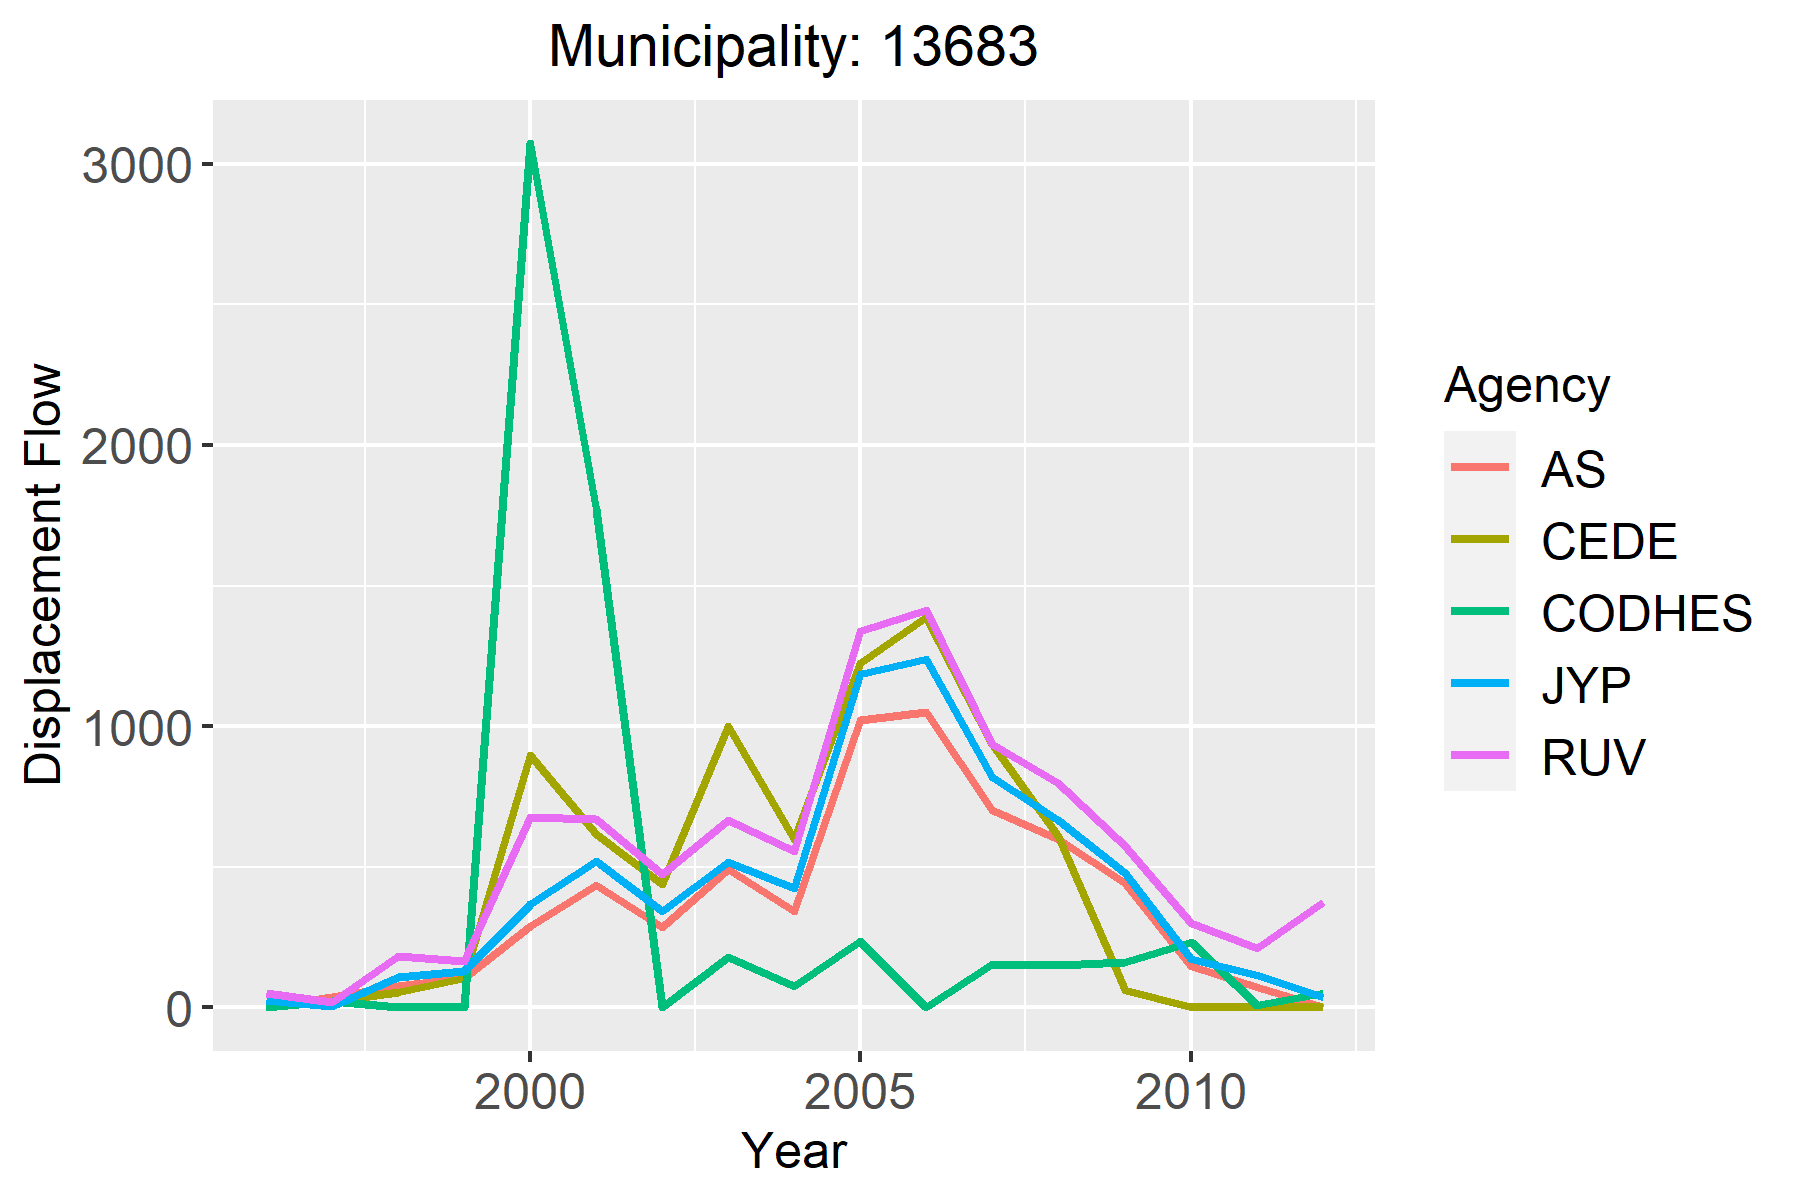 Municipality: 13683
Displacement Flow
3000
2000
1000
0
2000
2005
2010
Year
Agency
AS
CEDE
CODHES
JYP
RUV